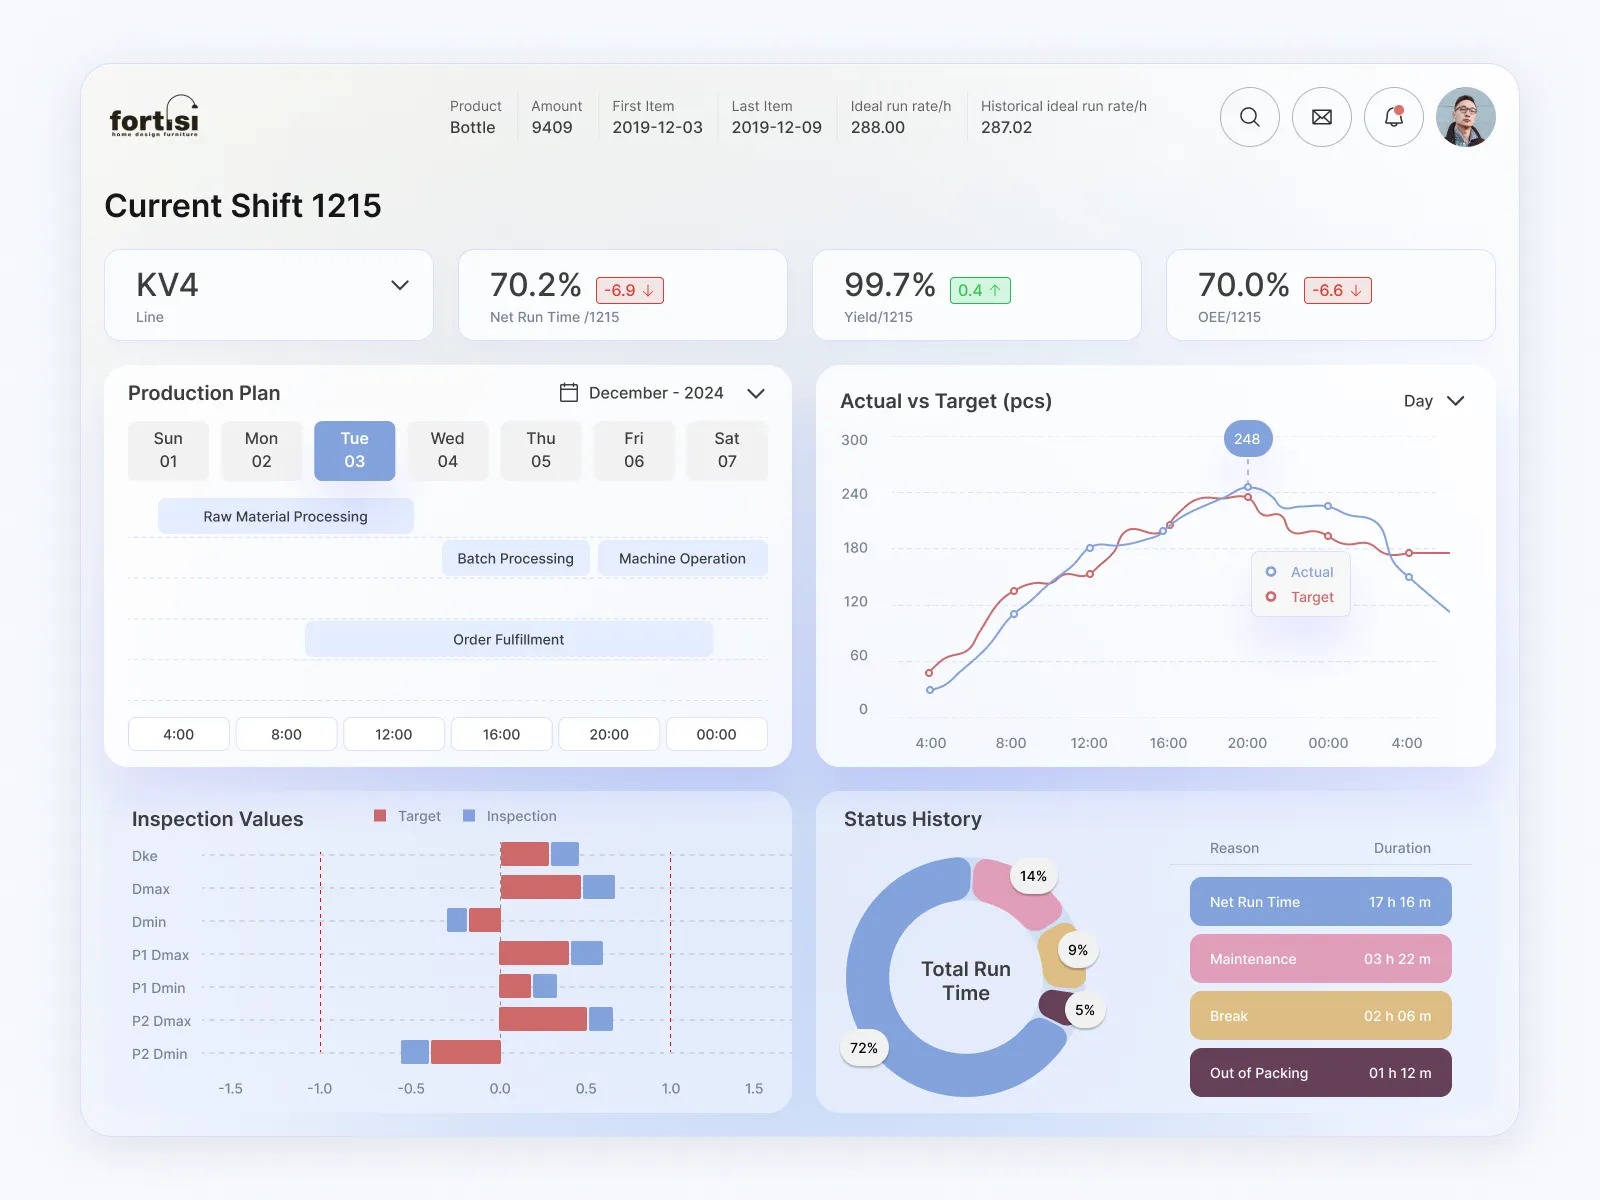 fortisi
home design furniture
Product
Bottle
Amount
9409
First Item
2019-12-03
Last Item
2019-12-09
Ideal run rate/h
288.00
Historical ideal run rate/h
287.02
Current Shift 1215
KV4
Line
70.2% -6.9 ↓
Net Run Time /1215
99.7% 0.4 ↑
Yield/1215
70.0% -6.6 ↓
OEE/1215
Production Plan
December - 2024
Sun
01
Mon
02
Tue
03
Wed
04
Thu
05
Fri
06
Sat
07
Raw Material Processing
Batch Processing
Machine Operation
Order Fulfillment
4:00
8:00
12:00
16:00
20:00
00:00
Actual vs Target (pcs)
Day
300
240
180
120
60
0
248
Actual
Target
4:00
8:00
12:00
16:00
20:00
00:00
4:00
Inspection Values
Target
Inspection
Dke
Dmax
Dmin
P1 Dmax
P1 Dmin
P2 Dmax
P2 Dmin
-1.5
-1.0
-0.5
0.0
0.5
1.0
1.5
Status History
14%
9%
5%
72%
Total Run
Time
Reason
Duration
Net Run Time
17 h 16 m
Maintenance
03 h 22 m
Break
02 h 06 m
Out of Packing
01 h 12 m